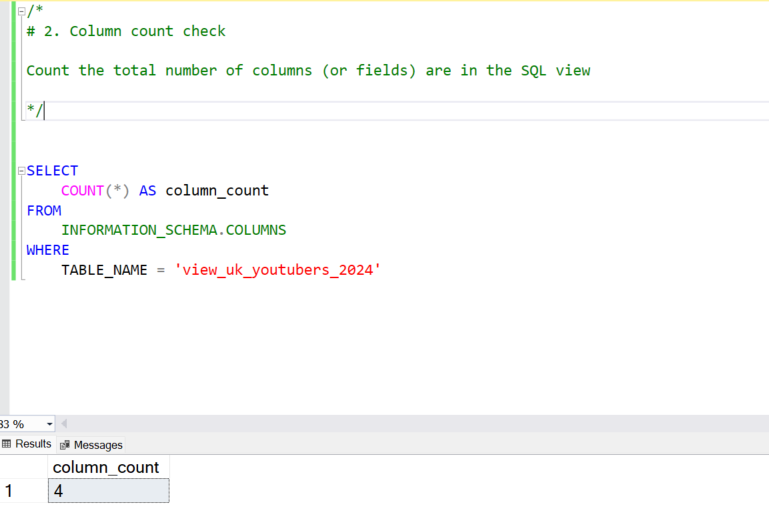 /*
# 2. Column count check
Count the total number of columns (or fields) are in the SQL view
*/
SELECT
COUNT(*) AS column_count
FROM
INFORMATION_SCHEMA.COLUMNS
WHERE
TABLE_NAME = 'view_uk_youtubers_2024'
Results Messages
column_count
1 4